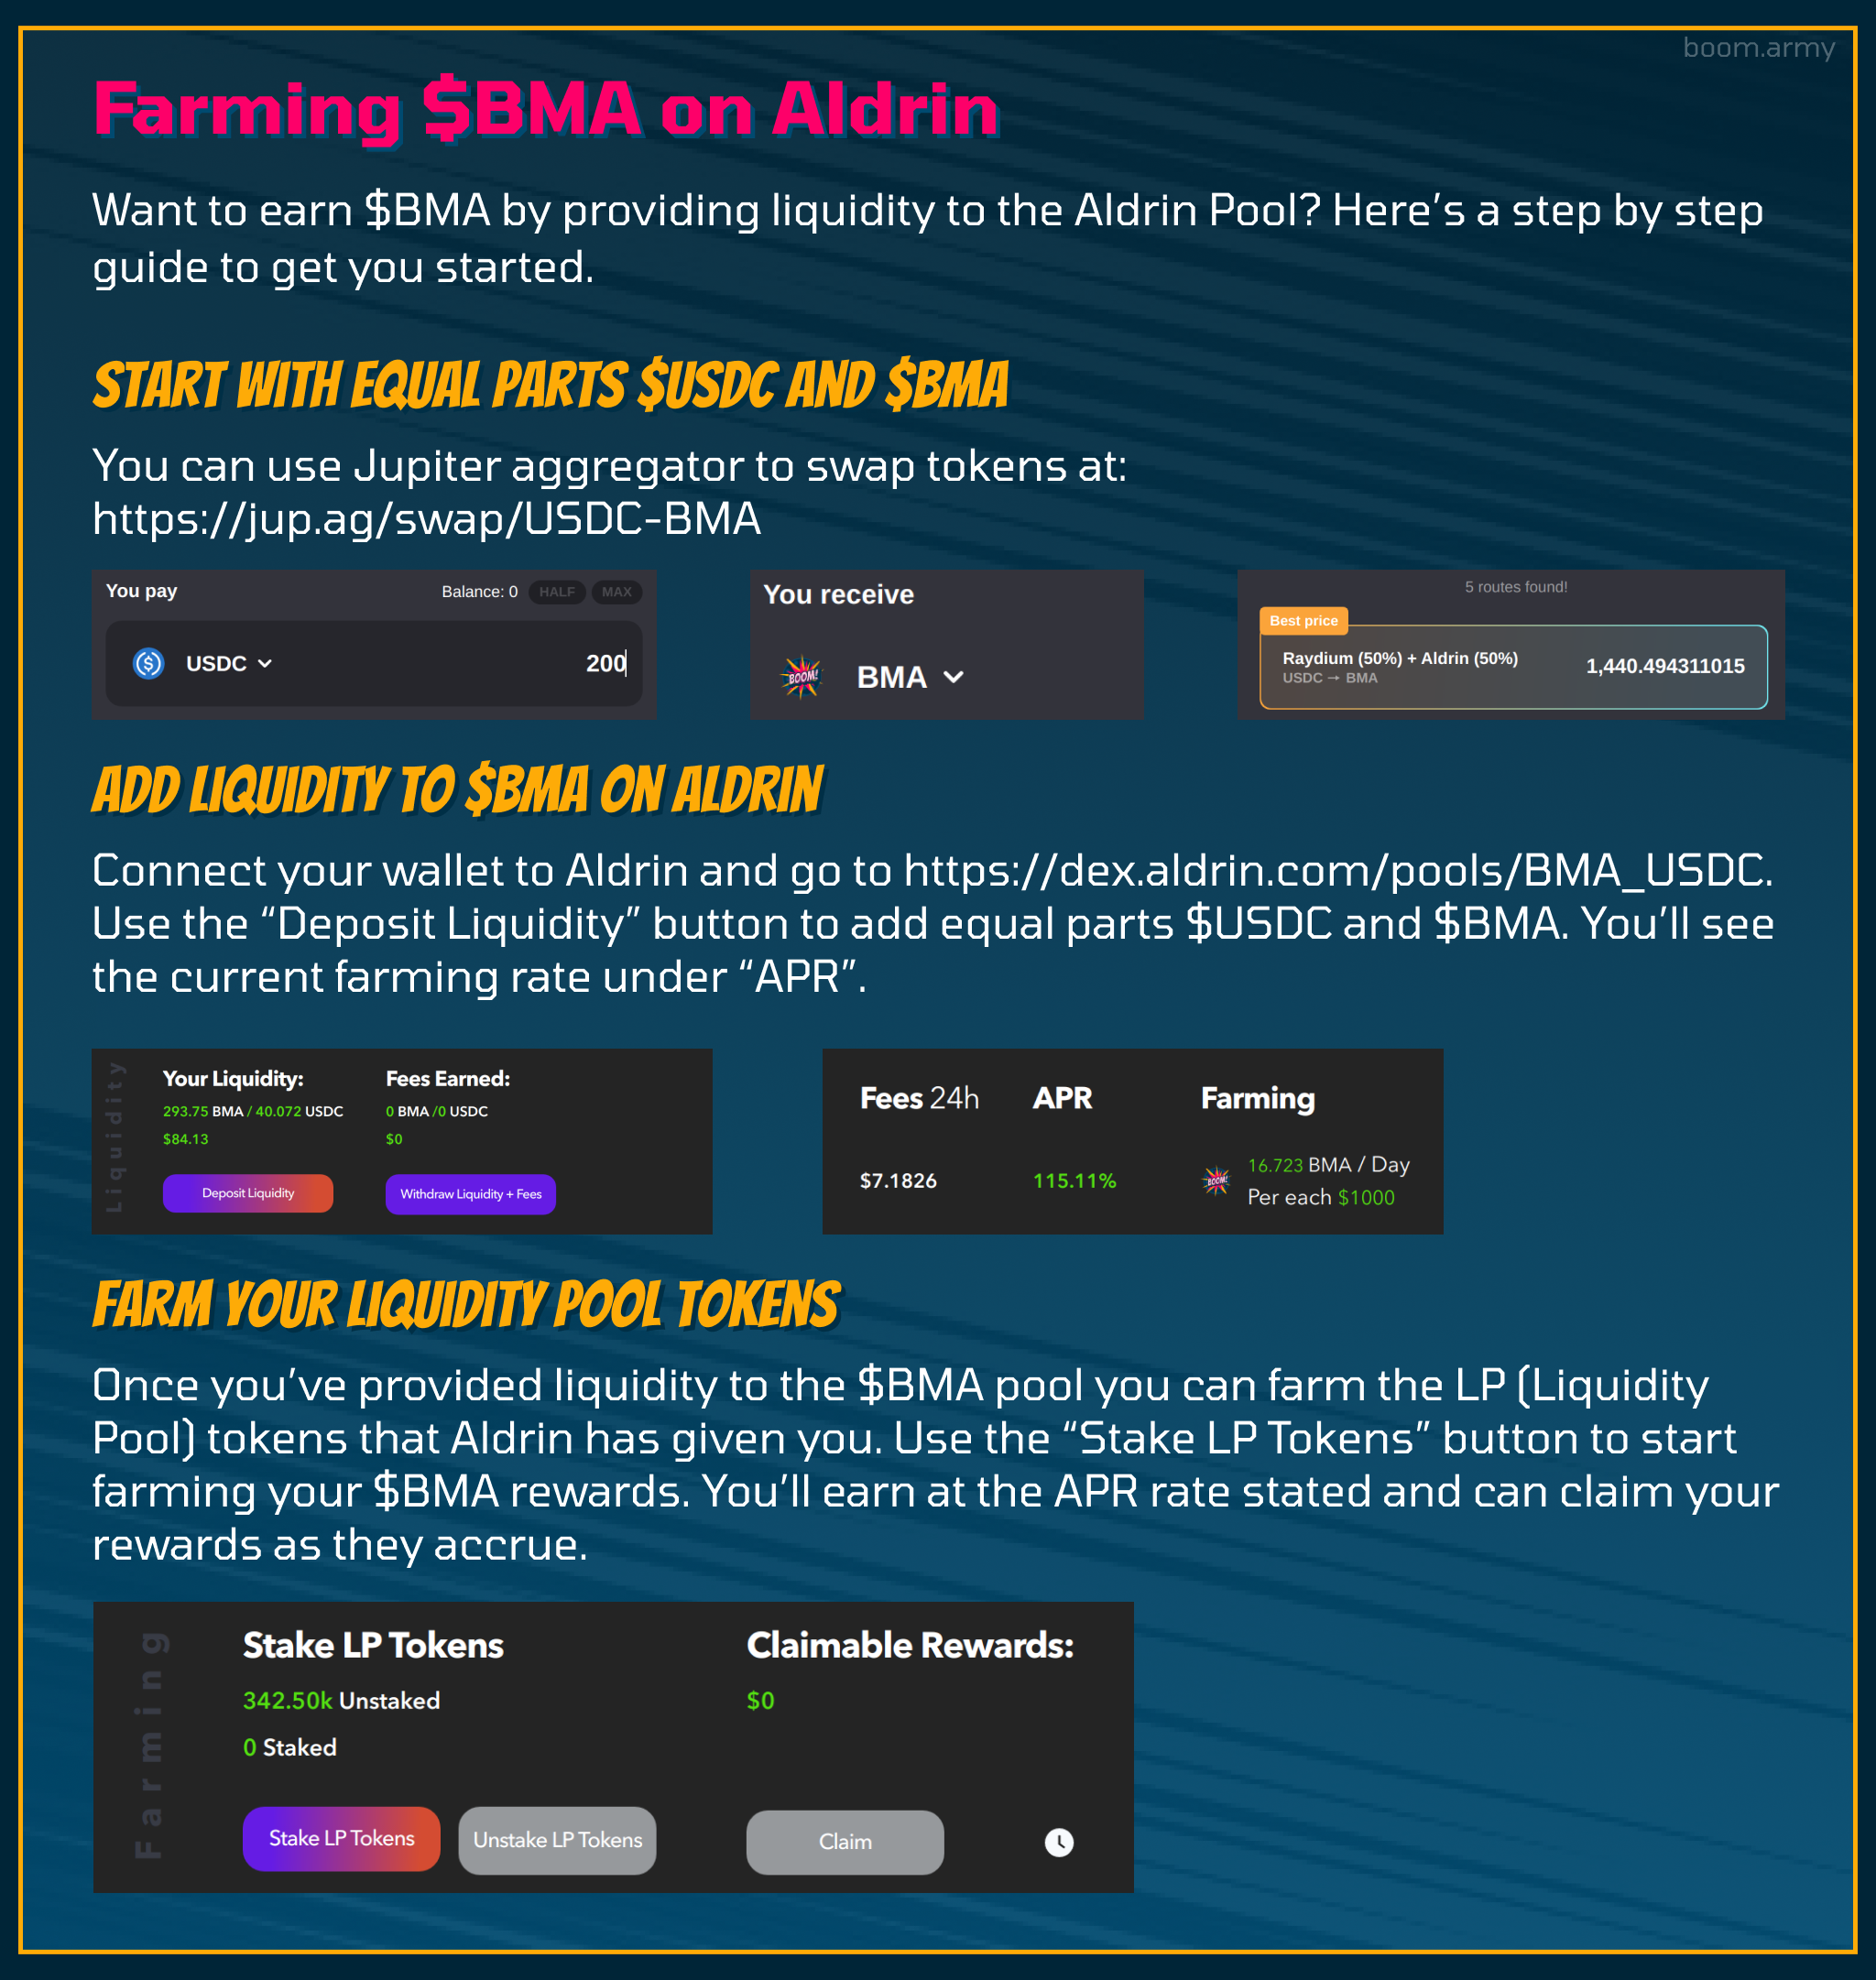 boom.army
Farming $BMA on Aldrin
Want to earn $BMA by providing liquidity to the Aldrin Pool? Here’s a step by step
guide to get you started.
START WITH EQUAL PARTS $USDC AND $BMA
You can use Jupiter aggregator to swap tokens at:
https://jup.ag/swap/USDC-BMA
You pay Balance: 0 HALF MAX
USDC 200
You receive
BOOM! BMA
5 routes found!
Best price
Raydium (50%) + Aldrin (50%) 1,440.494311015
USDC → BMA
ADD LIQUIDITY TO $BMA ON ALDRIN
Connect your wallet to Aldrin and go to https://dex.aldrin.com/pools/BMA_USDC.
Use the “Deposit Liquidity” button to add equal parts $USDC and $BMA. You’ll see
the current farming rate under “APR”.
Liquidity
Your Liquidity: Fees Earned:
293.75 BMA / 40.072 USDC 0 BMA /0 USDC
$84.13 $0
Deposit Liquidity Withdraw Liquidity + Fees
Fees 24h APR Farming
$7.1826 115.11% BOOM! 16.723 BMA / Day
Per each $1000
FARM YOUR LIQUIDITY POOL TOKENS
Once you’ve provided liquidity to the $BMA pool you can farm the LP (Liquidity
Pool) tokens that Aldrin has given you. Use the “Stake LP Tokens” button to start
farming your $BMA rewards. You’ll earn at the APR rate stated and can claim your
rewards as they accrue.
Farming
Stake LP Tokens Claimable Rewards:
342.50k Unstaked $0
0 Staked
Stake LP Tokens Unstake LP Tokens Claim